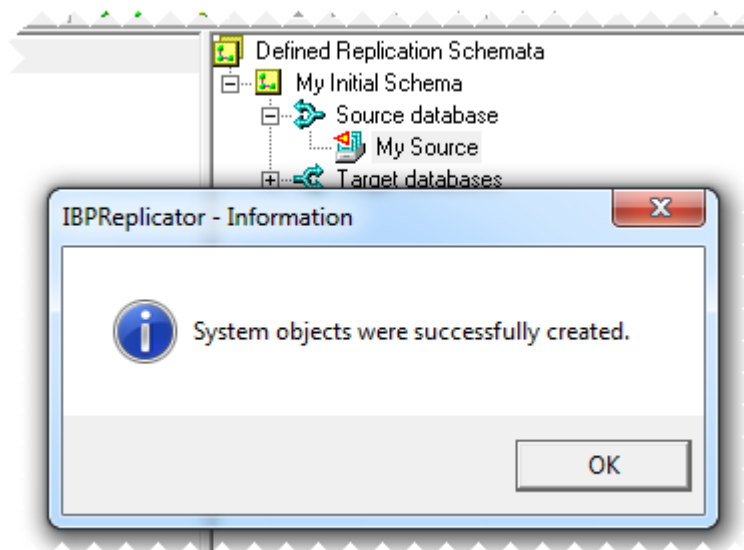 Defined Replication Schemata
My Initial Schema
Source database
My Source
Target databases
IBPReplicator - Information
System objects were successfully created.
OK